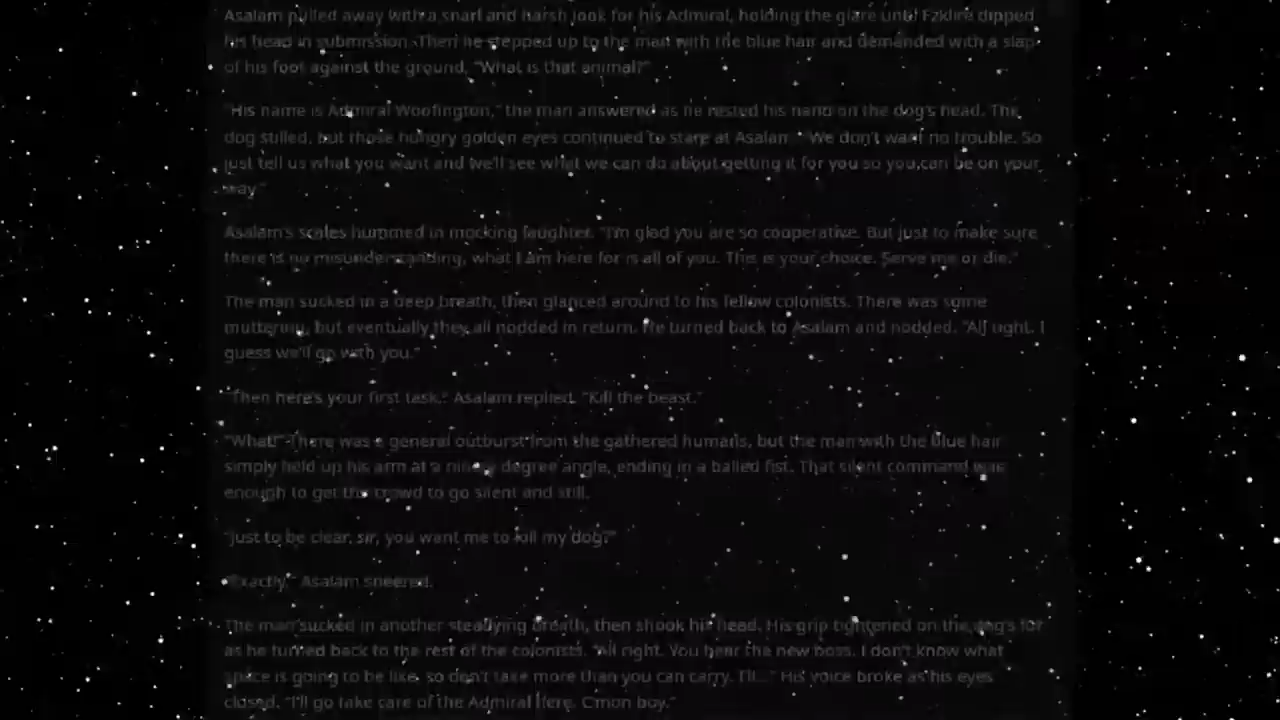 Asalam pulled away with a snarl and harsh look for his Admiral, holding the glare until Ezklire dipped
his head in submission. Then he stepped up to the man with the blue hair and demanded with a slap
of his foot against the ground, "What is that animal?"
"His name is Admiral Woofington," the man answered as he rested his hand on the dog's head. The
dog stilled, but those hungry golden eyes continued to stare at Asalam. "We don't want no trouble. So
just tell us what you want and we'll see what we can do about getting it for you so you can be on your
way."
Asalam's scales hummed in mocking laughter. "I'm glad you are so cooperative. But just to make sure
there is no misunderstanding, what I am here for is all of you. This is your choice. Serve me or die."
The man sucked in a deep breath, then glanced around to his fellow colonists. There was some
muttering, but eventually they all nodded in return. He turned back to Asalam and nodded. "All right. I
guess we'll go with you."
"Then here's your first task," Asalam replied. "Kill the beast."
"What!" There was a general outburst from the gathered humans, but the man with the blue hair
simply held up his arm at a ninety degree angle, ending in a balled fist. That silent command was
enough to get the crowd to go silent and still.
"Just to be clear, sir, you want me to kill my dog?"
"Exactly," Asalam sneered.
The man sucked in another steadying breath, then shook his head. His grip tightened on the dog's fur
as he turned back to the rest of the colonists. "All right. You hear the new boss. I don't know what
space is going to be like, so don't take more than you can carry. I'll..." His voice broke as his eyes
closed. "I'll go take care of the Admiral here. C'mon boy."